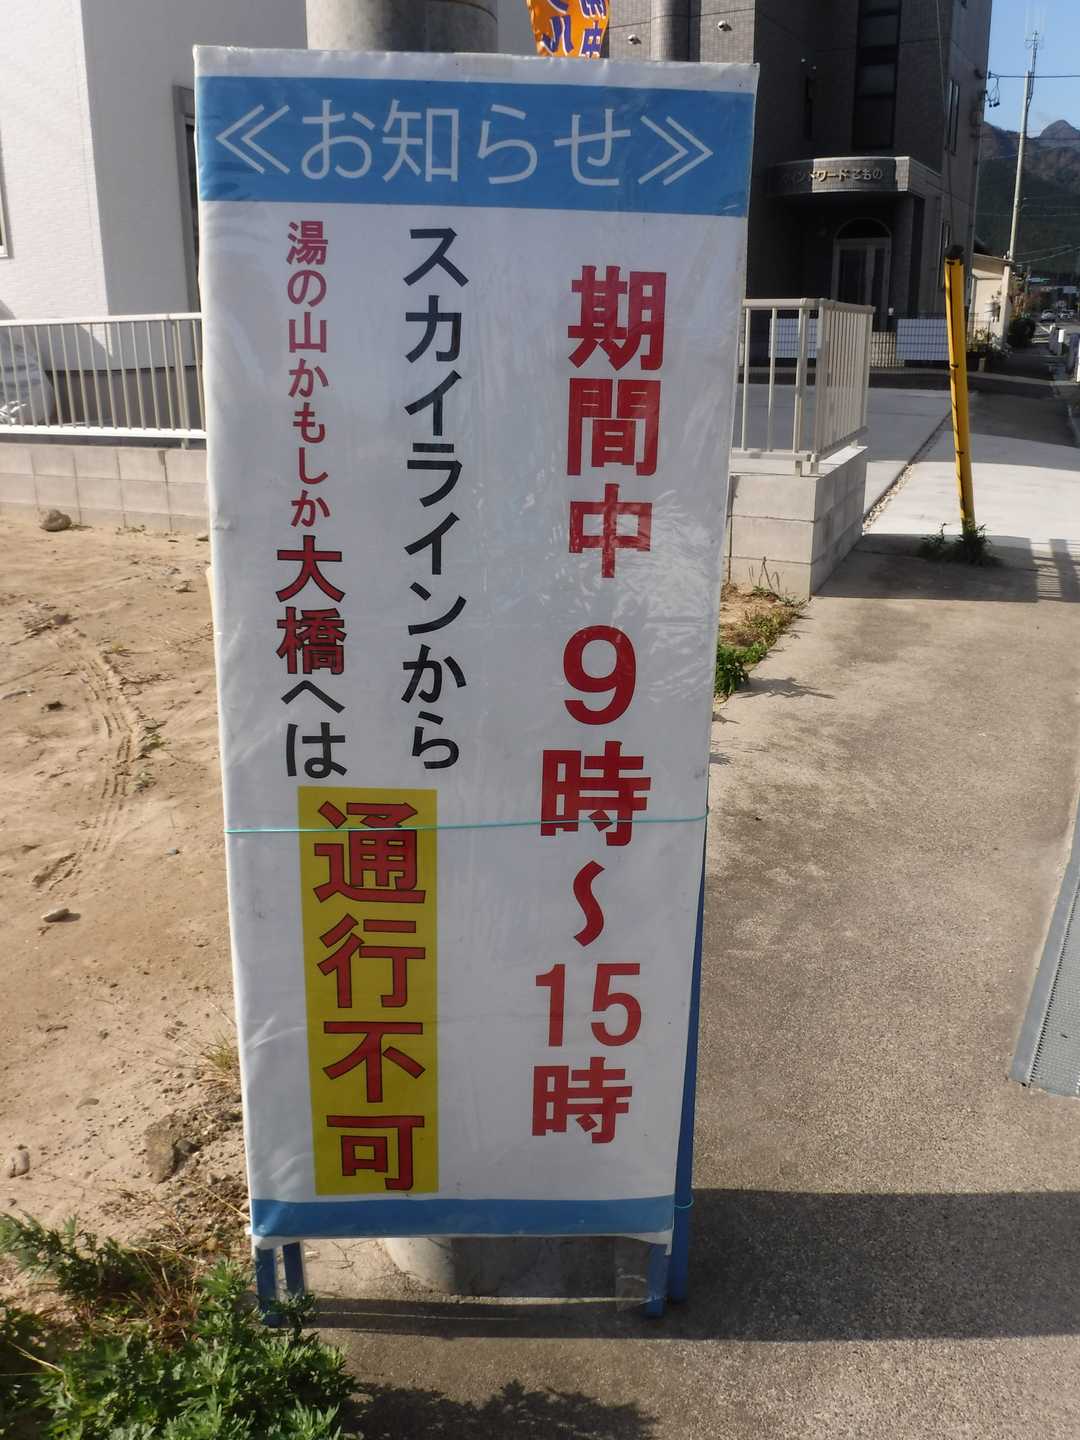 ≪お知らせ≫
期間中 9時〜15時
スカイラインから
湯の山かもしか大橋へは
通行不可